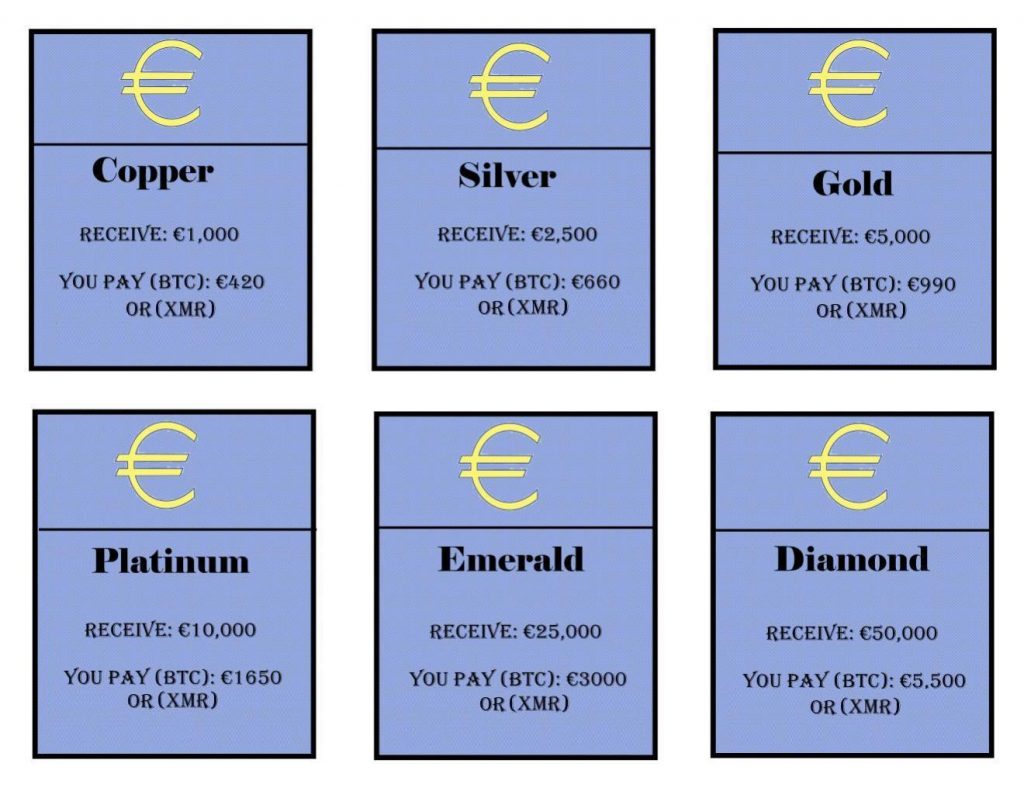 €
Copper
RECEIVE: €1,000
YOU PAY (BTC): €420
OR (XMR)
€
Silver
RECEIVE: €2,500
YOU PAY (BTC): €660
OR (XMR)
€
Gold
RECEIVE: €5,000
YOU PAY (BTC): €990
OR (XMR)
€
Platinum
RECEIVE: €10,000
YOU PAY (BTC): €1650
OR (XMR)
€
Emerald
RECEIVE: €25,000
YOU PAY (BTC): €3000
OR (XMR)
€
Diamond
RECEIVE: €50,000
YOU PAY (BTC): €5,500
OR (XMR)